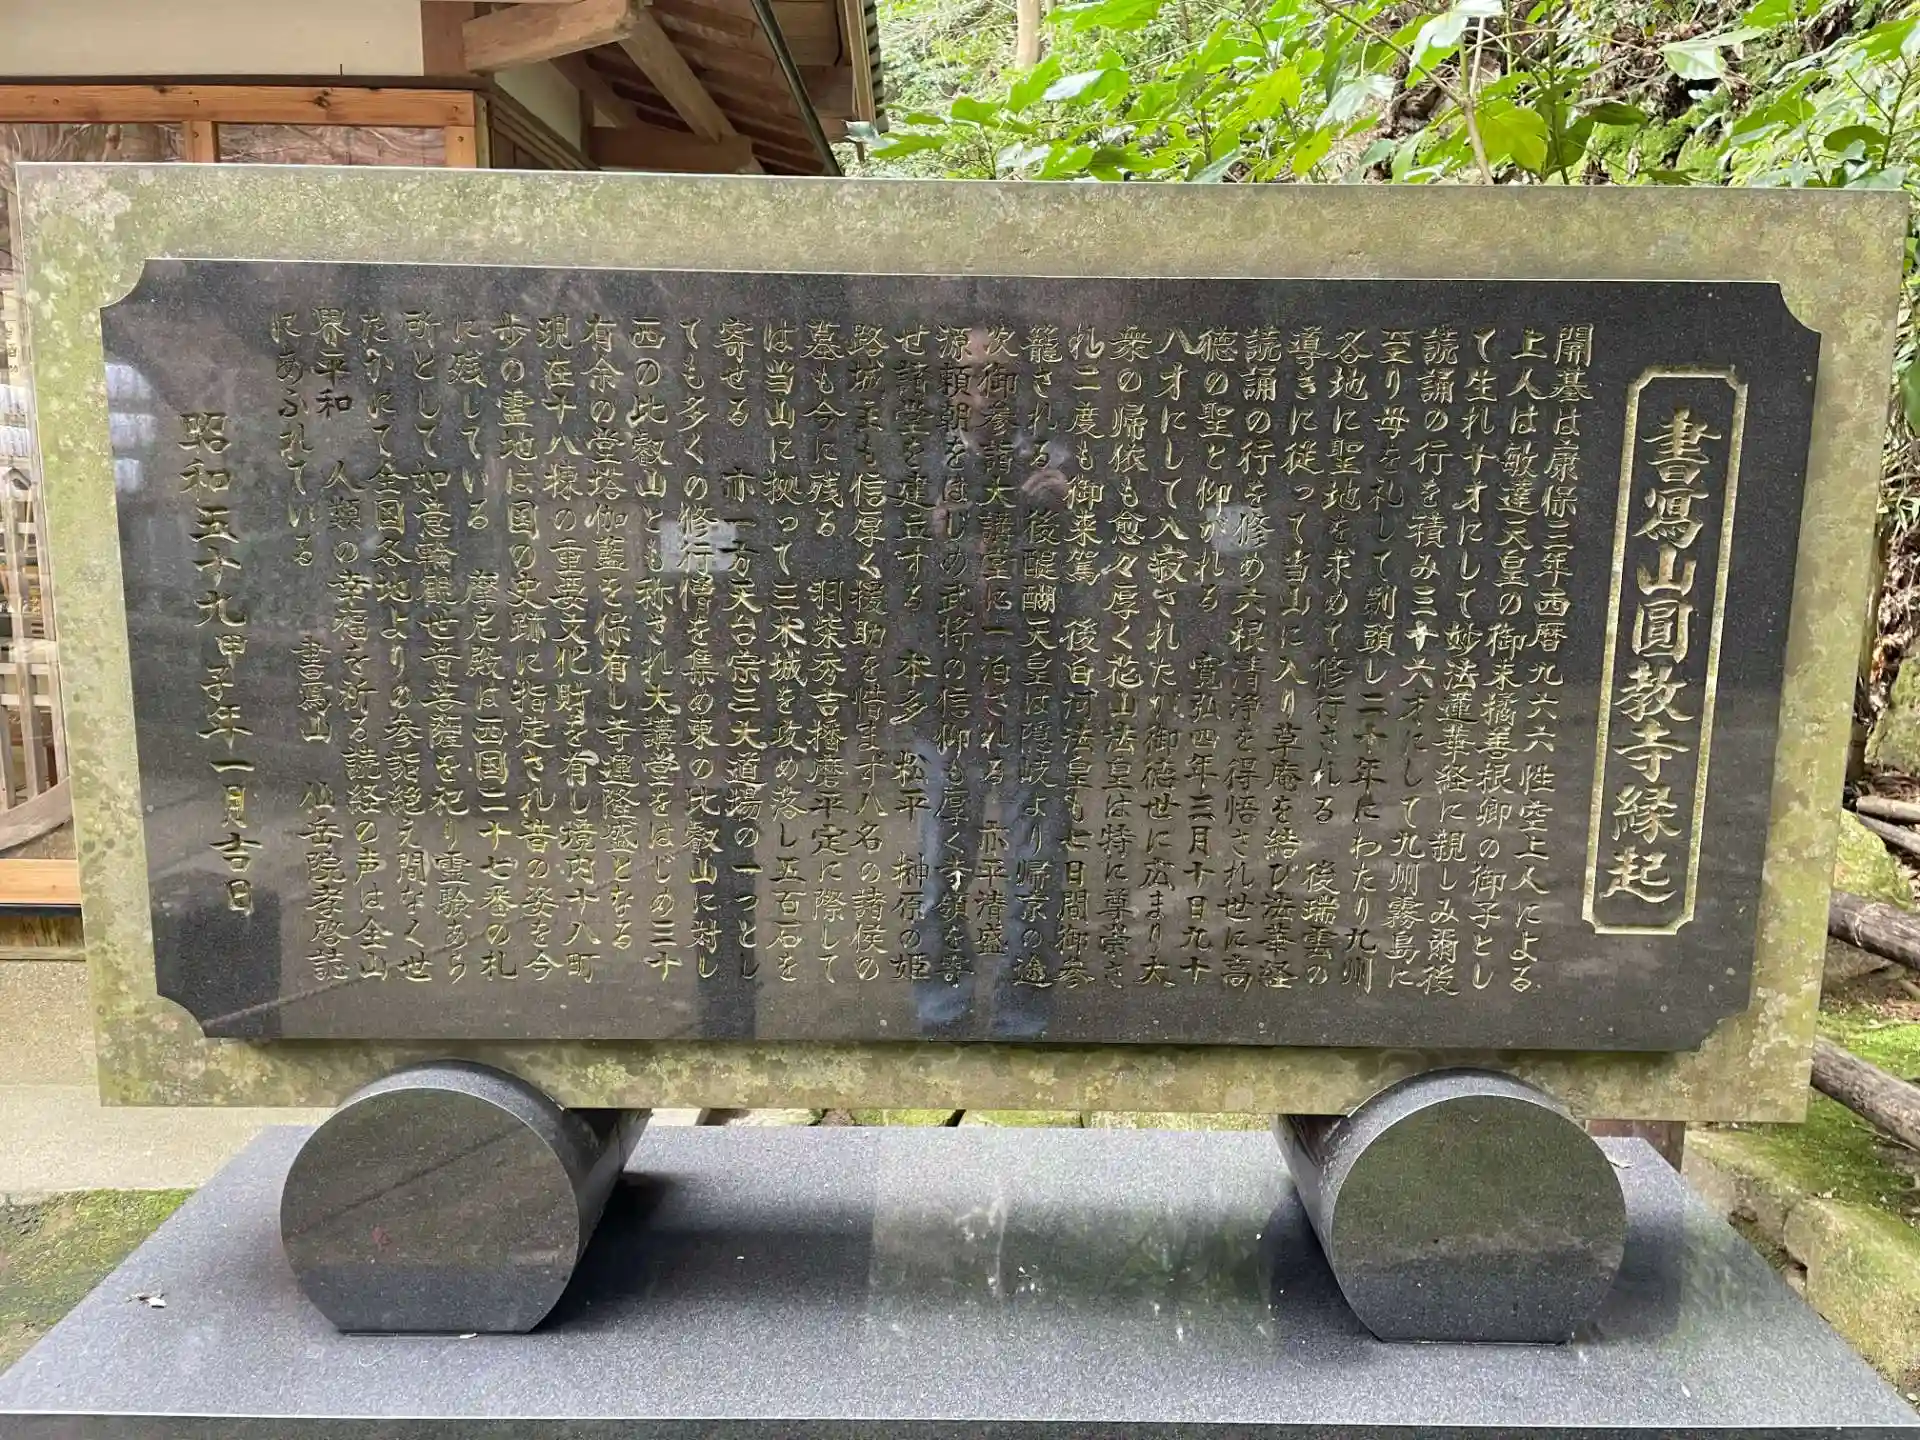 書寫山圓教寺縁起
開基は康保三年西暦九六六性空上人による
上人は敏達天皇の御末橘善根卿の御子とし
て生れ十才にして妙法蓮華経に親しみ爾後
読誦の行を積み三十六才にして九州霧島に
至り母を礼して剃頭し二十年にわたり九州
各地に聖地を求めて修行される 後瑞雲の
導きに従って当山に入り草庵を結び法華経
読誦の行を修め六根清浄を得悟され世に高
徳の聖と仰がれる 寛弘四年三月十日九十
八才にして入寂されたが御徳世に広まり大
衆の帰依も愈々厚く花山法皇は特に尊崇さ
れ二度も御来駕 後白河法皇も七日間御参
籠される 後醍醐天皇は隠岐より帰京の途
次御参詣大講堂に一泊される 亦平清盛
源頼朝をはじめ武将の信仰も厚く寺領を寄
せ諸堂を建立する 本多 松平 榊原の姫
路城主も信厚く援助を惜まず八名の諸侯の
墓も今に残る 羽柴秀吉播磨平定に際して
は当山に拠って三木城を攻め落し五百石を
寄せる 亦一方天台宗三大道場の一つとし
ても多くの修行僧を集め東の比叡山に対し
西の比叡山とも称され大講堂をはじめ三十
有余の堂塔伽藍を保有し寺運隆盛となる
現在十八棟の重要文化財を有し境内十八町
歩の霊地は国の史跡に指定され昔の姿を今
に残している 摩尼殿は西国二十七番の札
所として如意輪観世音菩薩を祀り霊験あら
たかにて全国各地よりの参詣絶え間なく世
界平和 人類の幸福を祈る読経の声は全山
にあふれている 書寫山 仙岳院孝啓誌
昭和五十九甲子年一月吉日